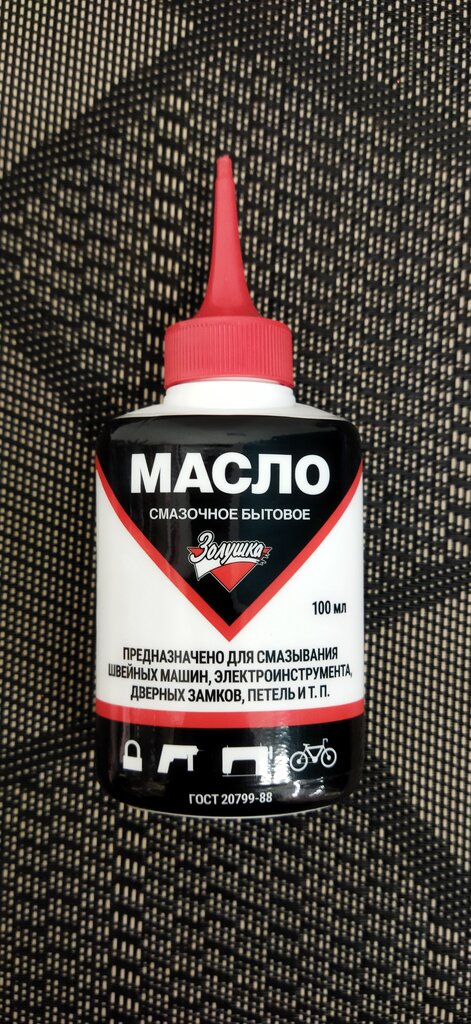 МАСЛО
СМАЗОЧНОЕ БЫТОВОЕ
Золушка
100 мл
ПРЕДНАЗНАЧЕНО ДЛЯ СМАЗЫВАНИЯ
ШВЕЙНЫХ МАШИН, ЭЛЕКТРОИНСТРУМЕНТА,
ДВЕРНЫХ ЗАМКОВ, ПЕТЕЛЬ И Т. П.
ГОСТ 20799-88